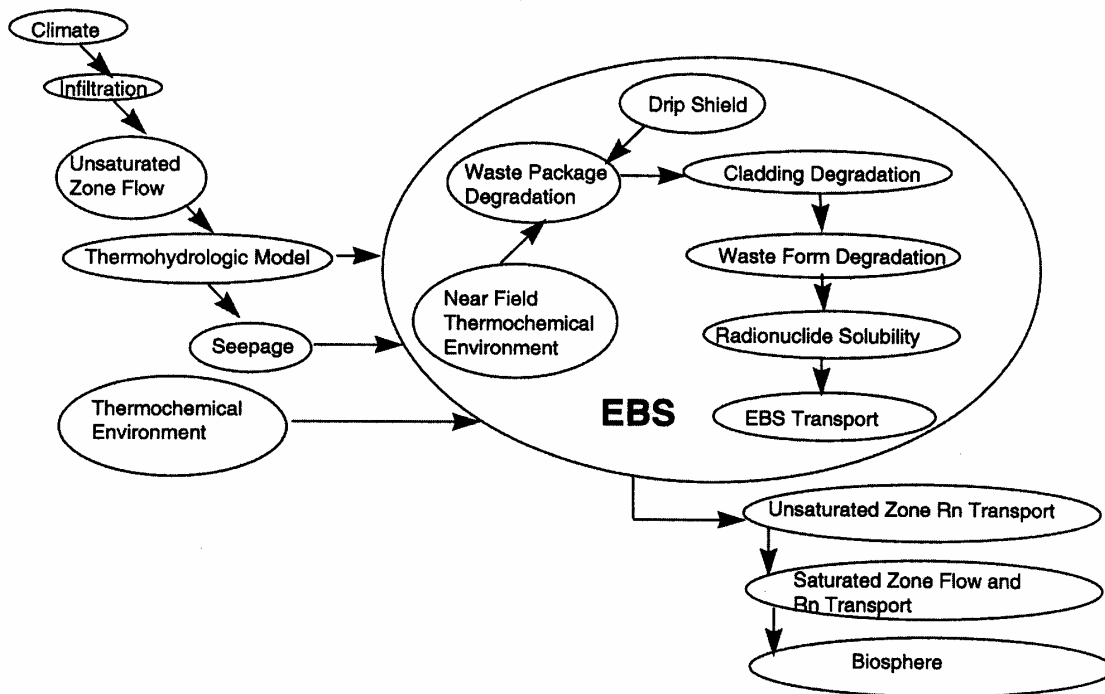 Climate
Infiltration
Unsaturated
Zone Flow
Thermohydrologic Model
Seepage
Thermochemical
Environment
Drip Shield
Waste Package
Degradation
Near Field
Thermochemical
Environment
Cladding Degradation
Waste Form Degradation
Radionuclide Solubility
EBS Transport
EBS
Unsaturated Zone Rn Transport
Saturated Zone Flow and
Rn Transport
Biosphere